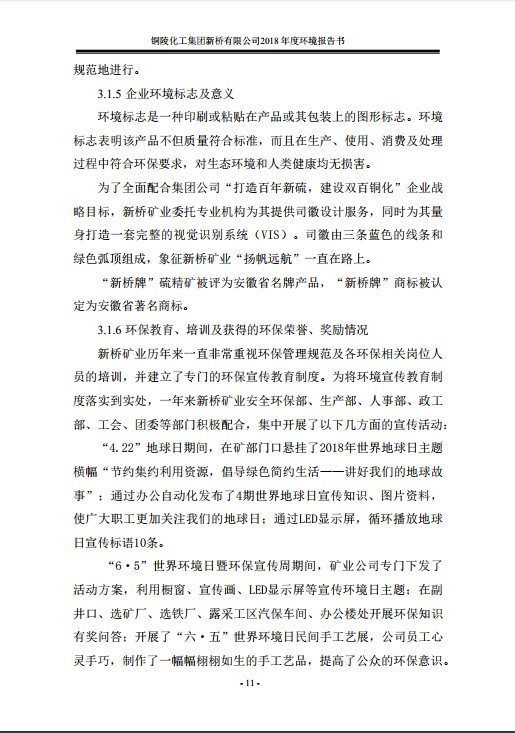 铜陵化工集团新桥有限公司2018 年度环境报告书
规范地进行。
3.1.5 企业环境标志及意义
环境标志是一种印刷或粘贴在产品或其包装上的图形标志。环境
标志表明该产品不但质量符合标准，而且在生产、使用、消费及处理
过程中符合环保要求，对生态环境和人类健康均无损害。
为了全面配合集团公司“打造百年新硫，建设双百铜化”企业战
略目标，新桥矿业委托专业机构为其提供司徽设计服务，同时为其量
身打造一套完整的视觉识别系统（VIS）。司徽由三条蓝色的线条和
绿色弧顶组成，象征新桥矿业“扬帆远航”一直在路上。
“新桥牌”硫精矿被评为安徽省名牌产品，“新桥牌”商标被认
定为安徽省著名商标。
3.1.6 环保教育、培训及获得的环保荣誉、奖励情况
新桥矿业历年来一直非常重视环保管理规范及各环保相关岗位人
员的培训，并建立了专门的环保宣传教育制度。为将环境宣传教育制
度落实到实处，一年来新桥矿业安全环保部、生产部、人事部、政工
部、工会、团委等部门积极配合，集中开展了以下几方面的宣传活动：
“4.22”地球日期间，在矿部门口悬挂了2018年世界地球日主题
横幅“节约集约利用资源，倡导绿色简约生活——讲好我们的地球故
事”；通过办公自动化发布了4期世界地球日宣传知识、图片资料，
使广大职工更加关注我们的地球日；通过LED显示屏，循环播放地球
日宣传标语10条。
“6·5”世界环境日暨环保宣传周期间，矿业公司专门下发了
活动方案，利用橱窗、宣传画、LED显示屏等宣传环境日主题；在副
井口、选矿厂、选铁厂、露采工区汽保车间、办公楼处开展环保知识
有奖问答；开展了“六·五”世界环境日民间手工艺展，公司员工心
灵手巧，制作了一幅幅栩栩如生的手工艺品，提高了公众的环保意识。
- 11 -